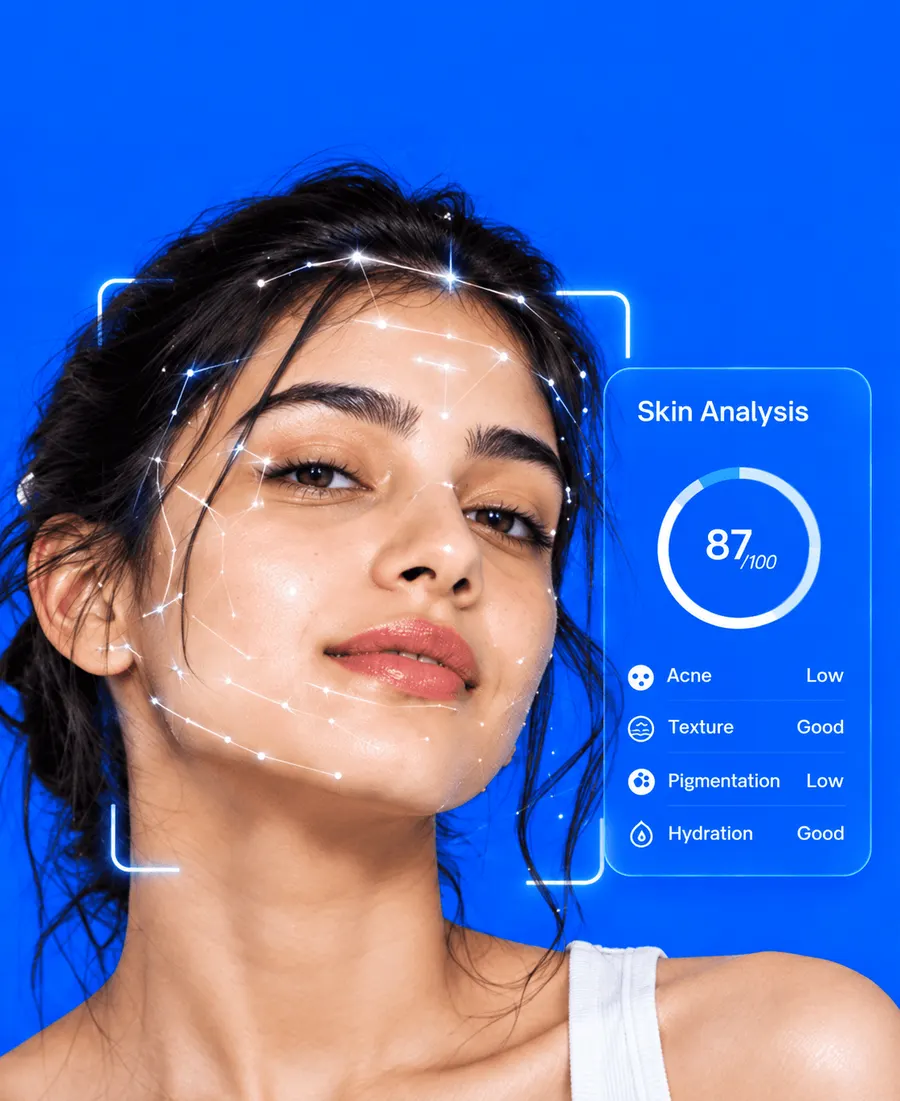 Skin Analysis
87/100
Acne Low
Texture Good
Pigmentation Low
Hydration Good